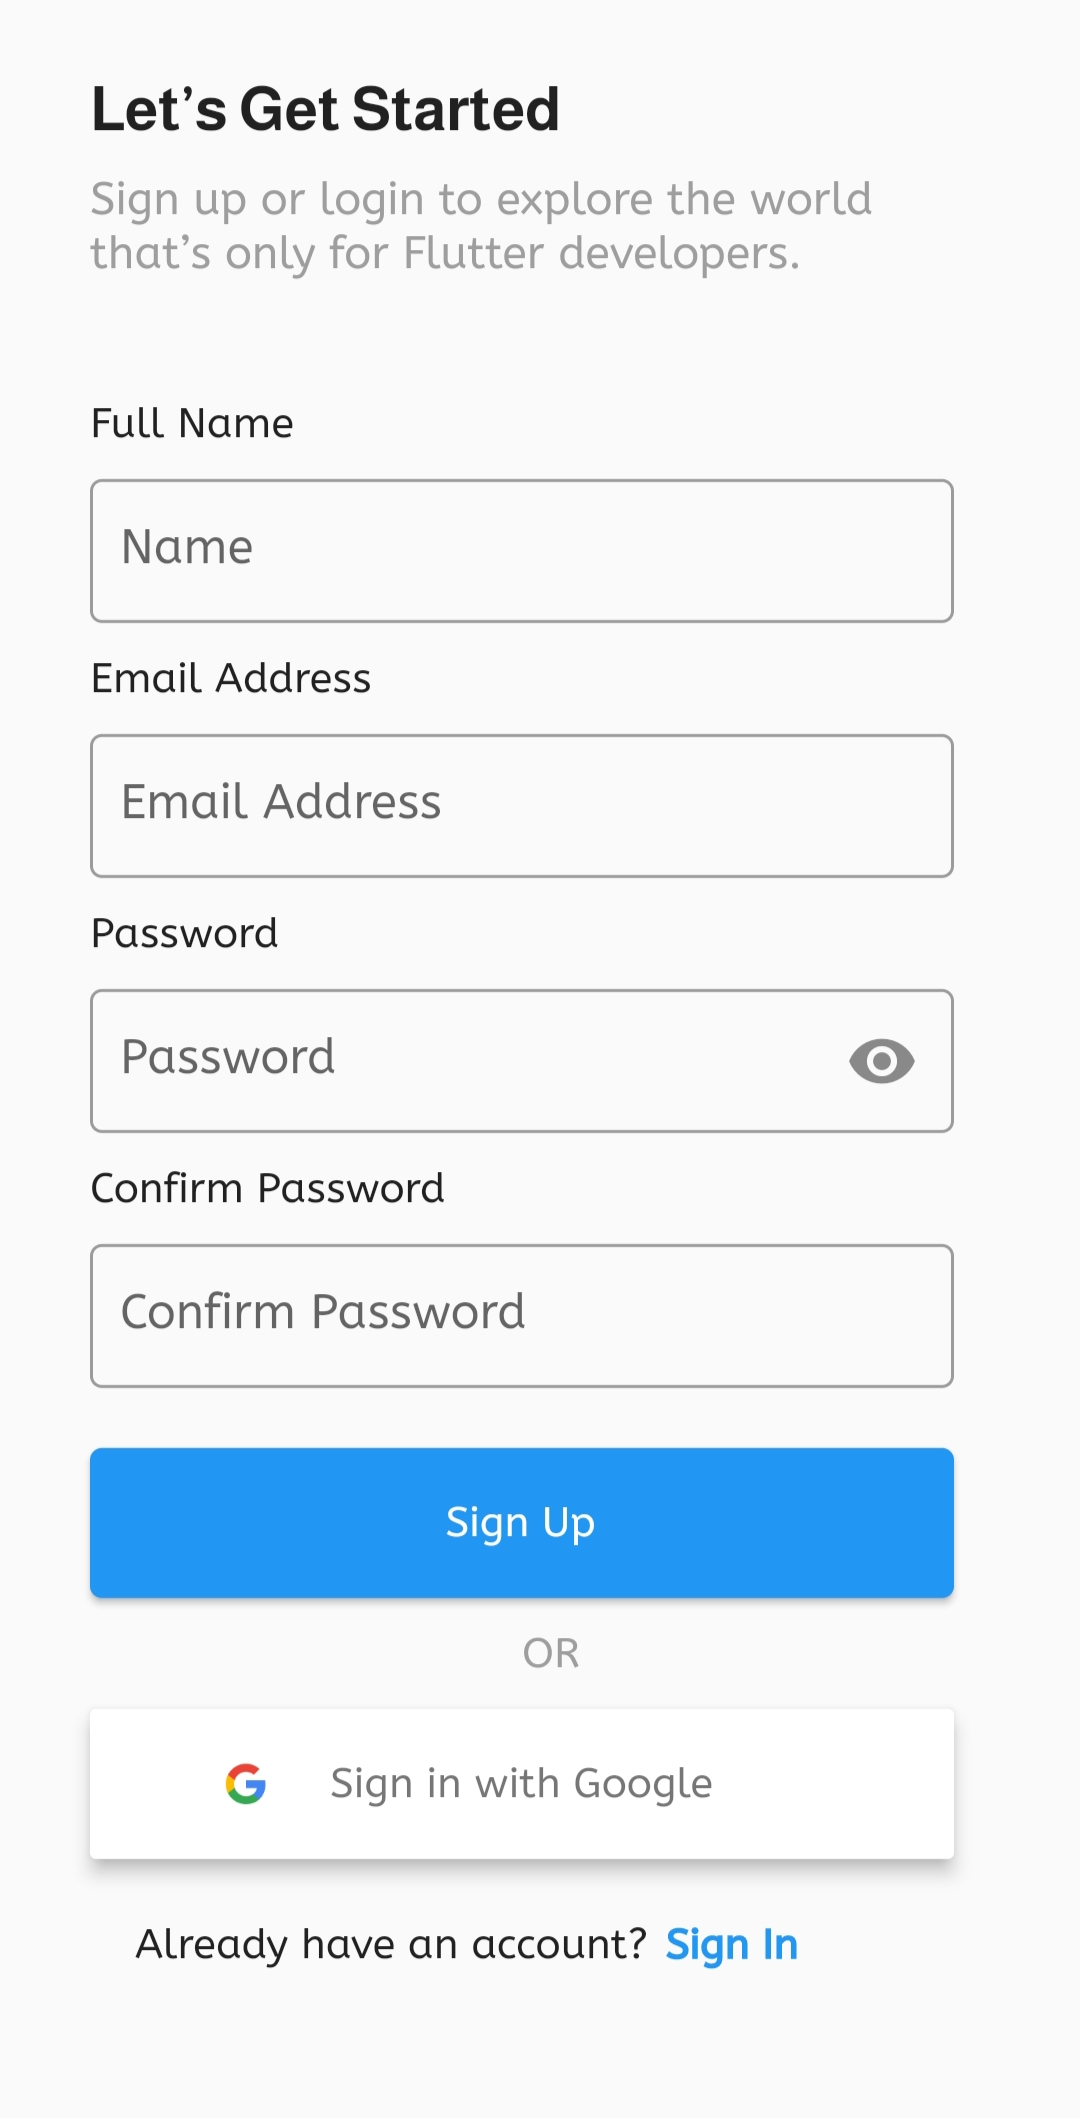 Let’s Get Started
Sign up or login to explore the world
that’s only for Flutter developers.
Full Name
Name
Email Address
Email Address
Password
Password
Confirm Password
Confirm Password
Sign Up
OR
Sign in with Google
Already have an account? Sign In